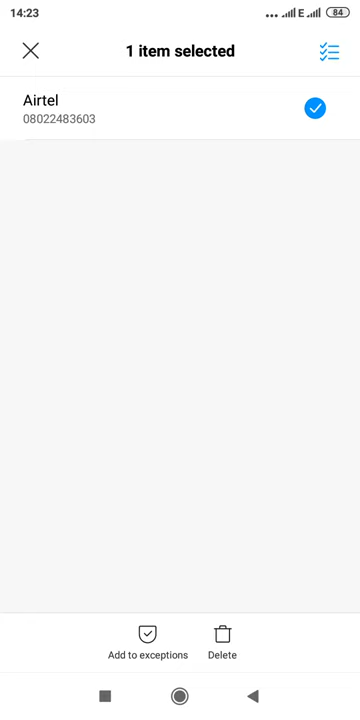 14:23
E
84
1 item selected
Airtel
08022483603
Add to exceptions
Delete